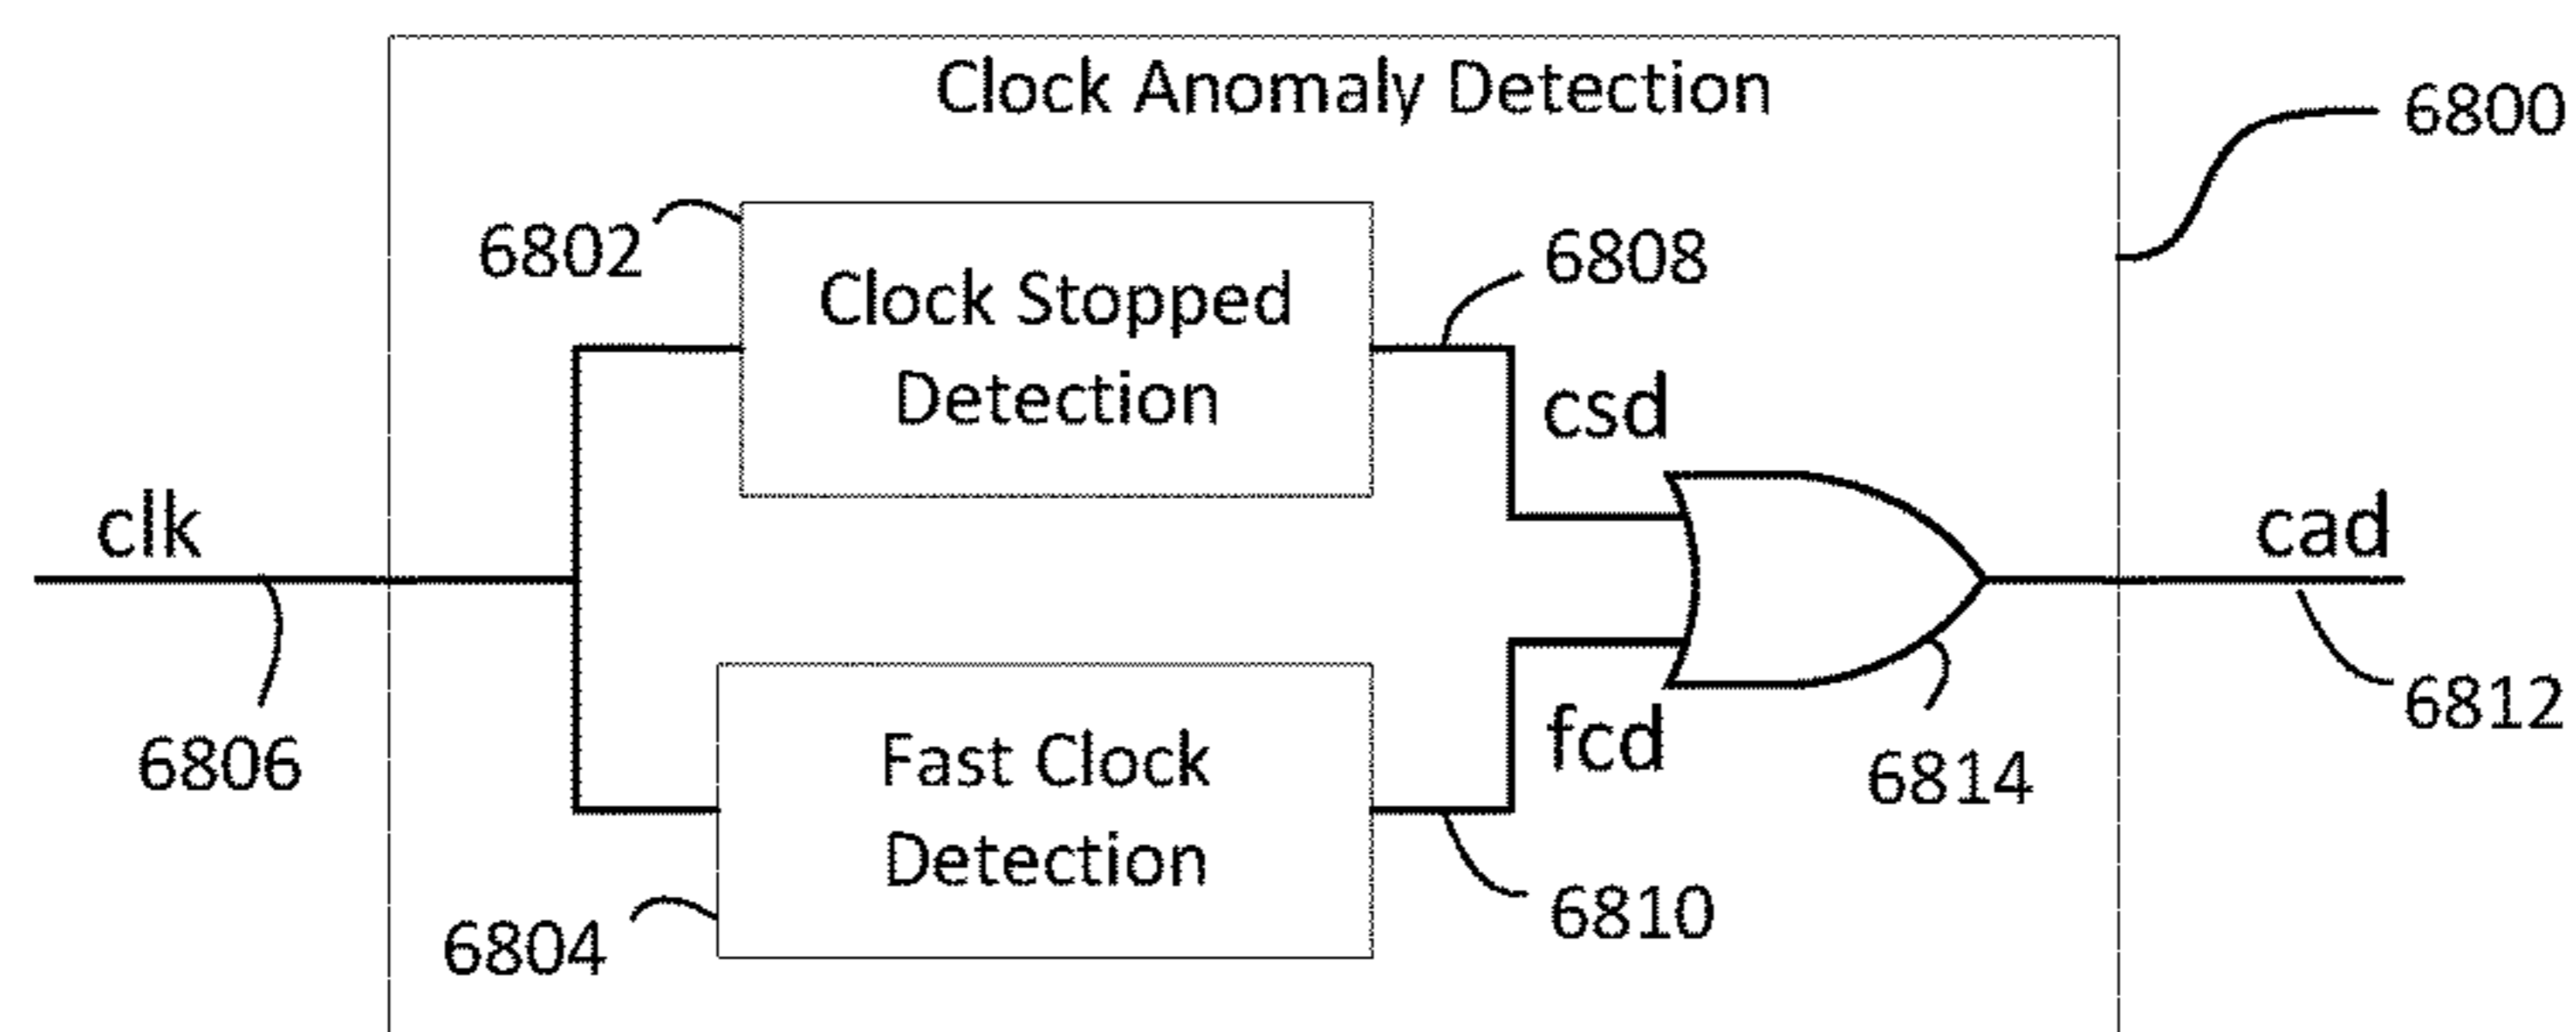 Clock Anomaly Detection
6800
6802
Clock Stopped
Detection
6808
csd
clk
cad
6806
Fast Clock
Detection
fcd
6814
6812
6804
6810